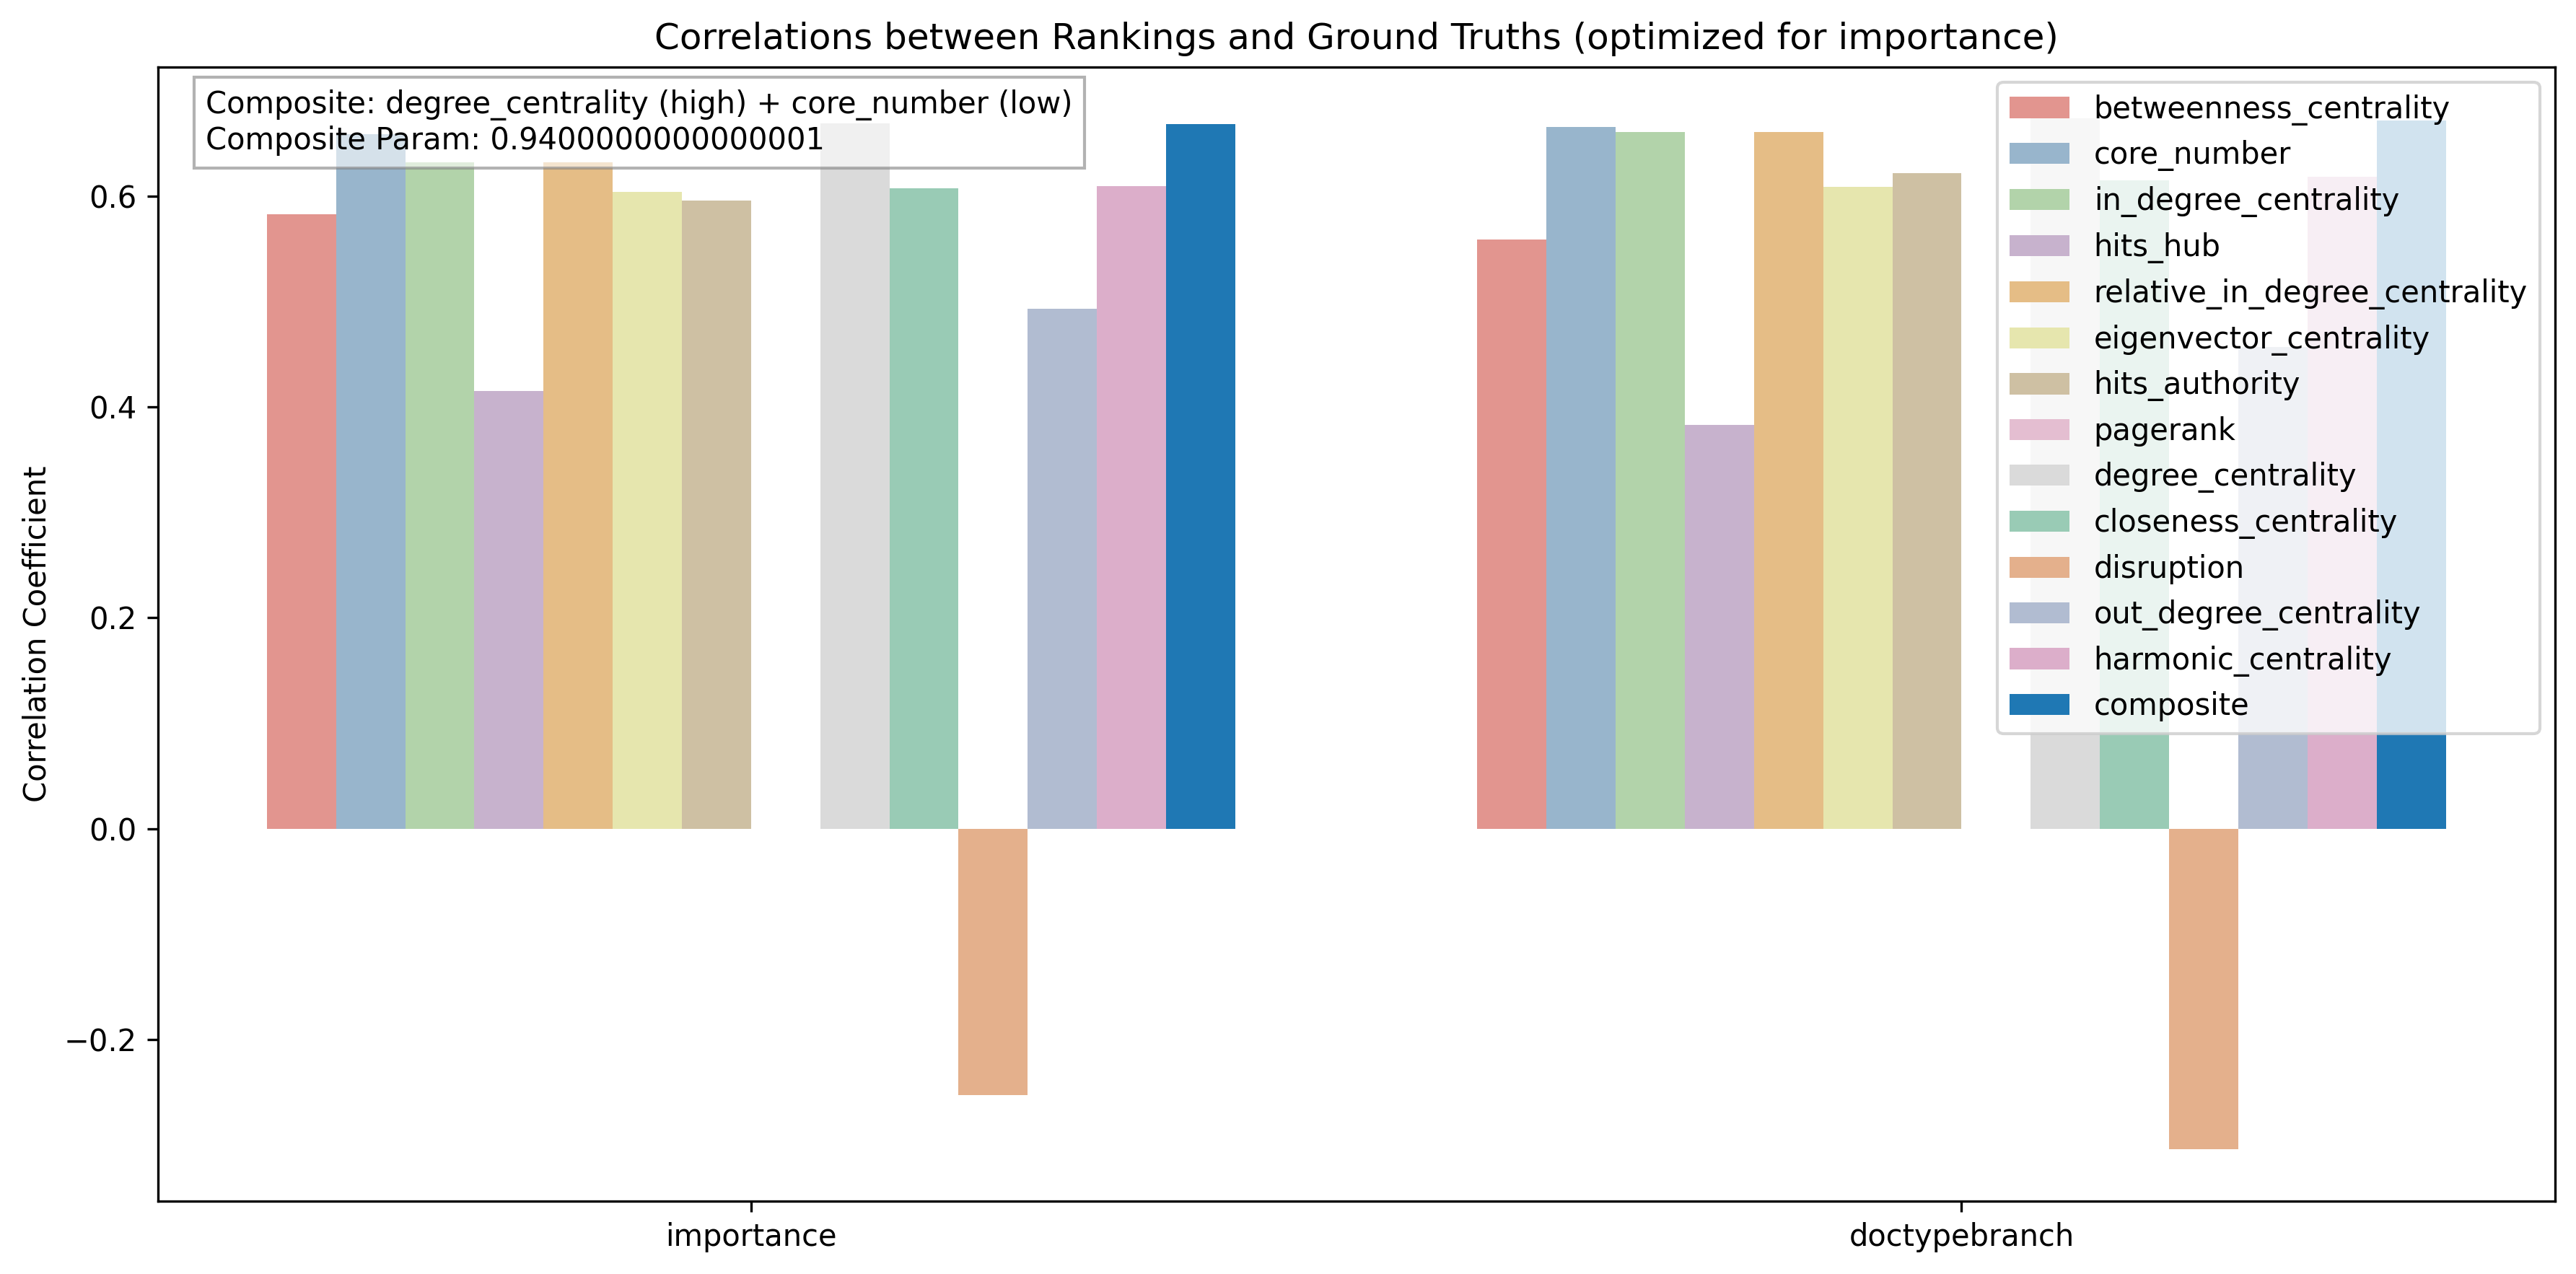 Correlations between Rankings and Ground Truths (optimized for importance)
Composite: degree_centrality (high) + core_number (low)
Composite Param: 0.9400000000000001
betweenness_centrality
core_number
in_degree_centrality
hits_hub
relative_in_degree_centrality
eigenvector_centrality
hits_authority
pagerank
degree_centrality
closeness_centrality
disruption
out_degree_centrality
harmonic_centrality
composite
Correlation Coefficient
0.6
0.4
0.2
0.0
−0.2
importance
doctypebranch